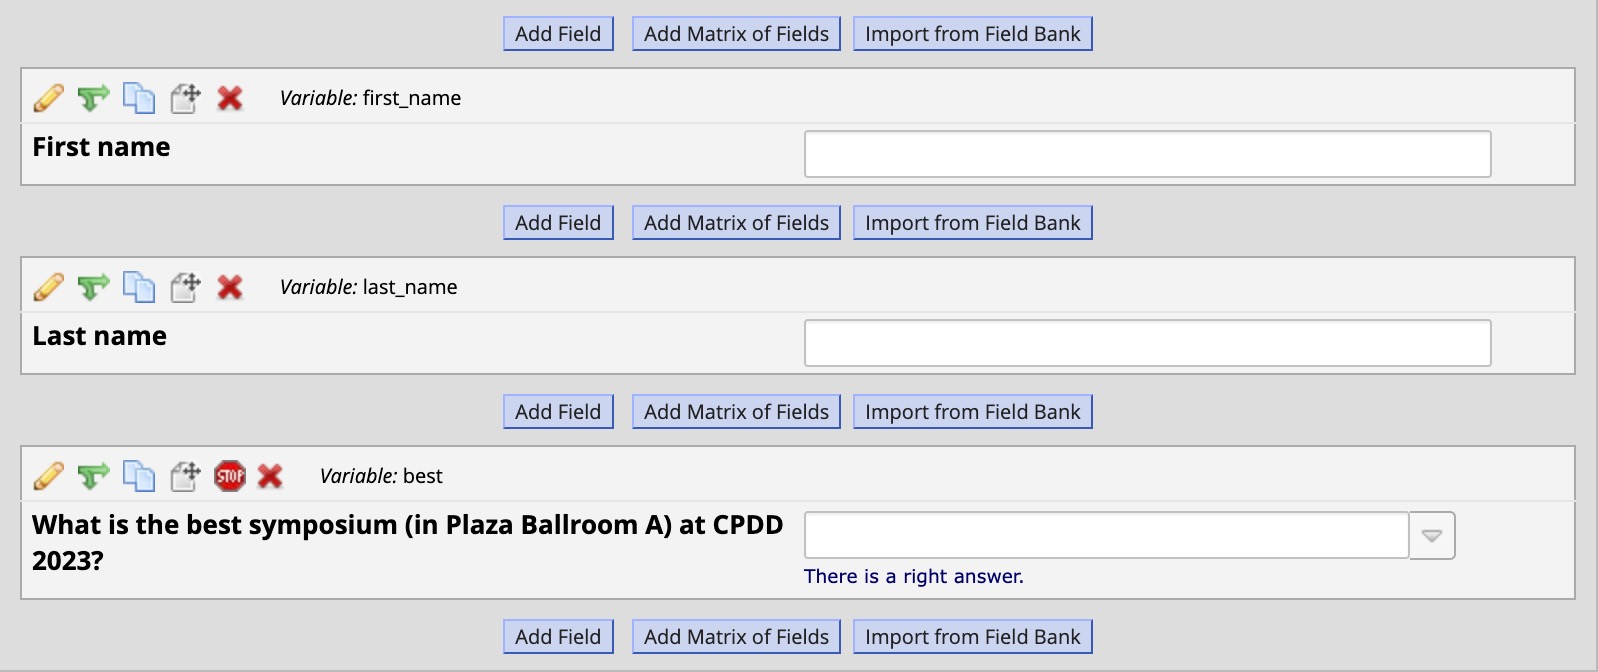 Add Field Add Matrix of Fields Import from Field Bank
Variable: first_name
First name
Add Field Add Matrix of Fields Import from Field Bank
Variable: last_name
Last name
Add Field Add Matrix of Fields Import from Field Bank
STOP Variable: best
What is the best symposium (in Plaza Ballroom A) at CPDD
2023?
There is a right answer.
Add Field Add Matrix of Fields Import from Field Bank